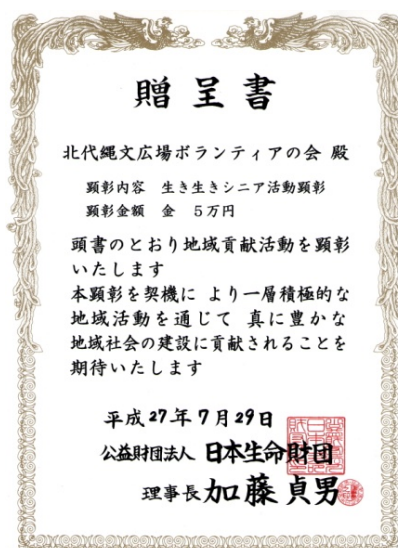 贈呈書
北代縄文広場ボランティアの会 殿
顕彰内容 生き生きシニア活動顕彰
顕彰金額 金 5万円
頭書のとおり地域貢献活動を顕彰
いたします
本顕彰を契機に より一層積極的な
地域活動を通じて 真に豊かな
地域社会の建設に貢献されることを
期待いたします
平成27年7月29日
公益財団法人 日本生命財団
理事長 加藤貞男